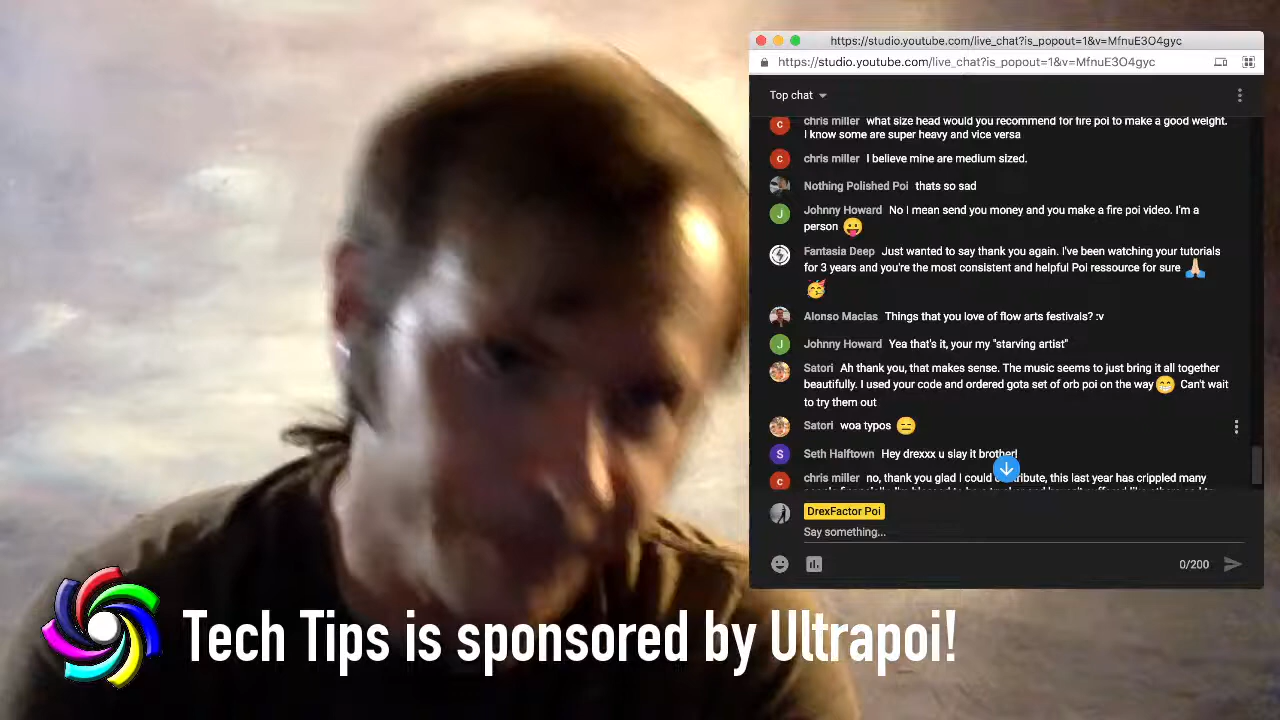 https://studio.youtube.com/live_chat?is_popout=1&v=MfnuE3O4gyc
https://studio.youtube.com/live_chat?is_popout=1&v=MfnuE3O4gyc
Top chat
chris miller what size head would you recommend for fire poi to make a good weight.
I know some are super heavy and vice versa
chris miller I believe mine are medium sized.
Nothing Polished Poi thats so sad
Johnny Howard No I mean send you money and you make a fire poi video. I'm a
person 😛
Fantasia Deep Just wanted to say thank you again. I've been watching your tutorials
for 3 years and you're the most consistent and helpful Poi ressource for sure 🙏
🥳
Alonso Macias Things that you love of flow arts festivals? :v
Johnny Howard Yea that's it, your my "starving artist"
Satori Ah thank you, that makes sense. The music seems to just bring it all together
beautifully. I used your code and ordered gota set of orb poi on the way😁 Can't wait
to try them out
Satori woa typos 😑
Seth Halftown Hey drexxx u slay it brother!
chris miller no, thank you glad I could this last year has crippled many
DrexFactor Poi
Say something...
0/200
Tech Tips is sponsored by Ultrapoi!